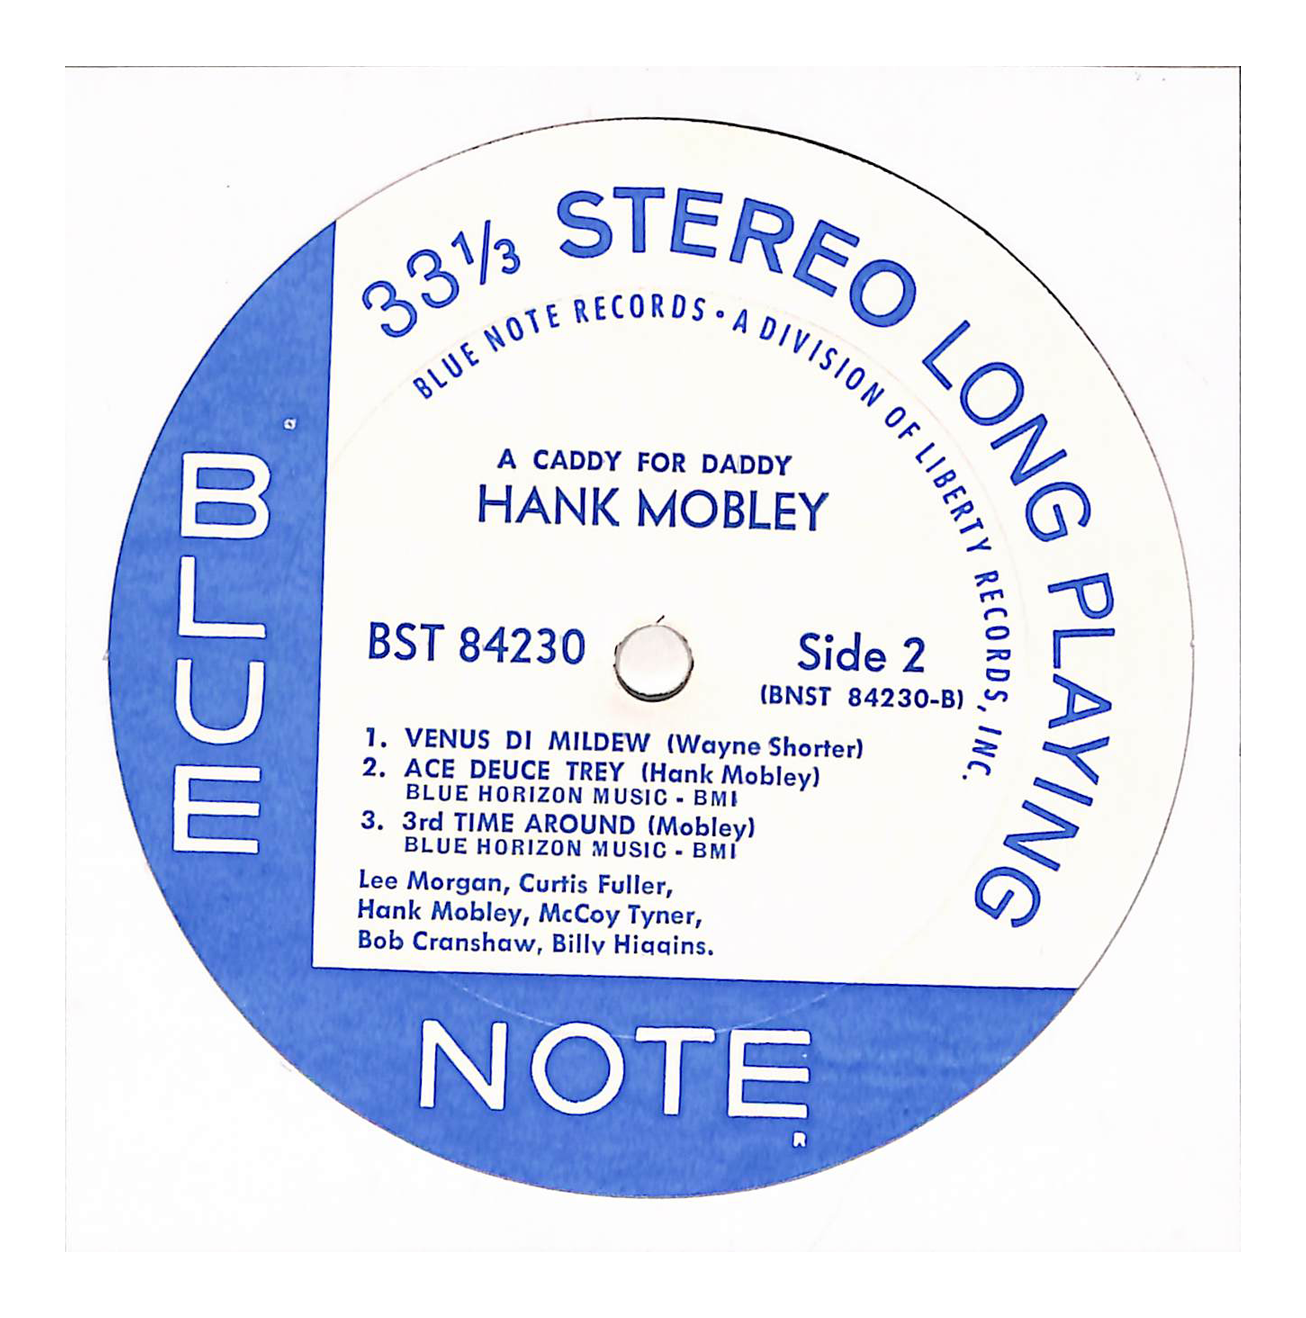 33⅓ STEREO LONG PLAYING
BLUE NOTE RECORDS • A DIVISION OF LIBERTY RECORDS, INC.
A CADDY FOR DADDY
HANK MOBLEY
BST 84230
Side 2
(BNST 84230-B)
1. VENUS DI MILDEW (Wayne Shorter)
2. ACE DEUCE TREY (Hank Mobley)
BLUE HORIZON MUSIC - BMI
3. 3rd TIME AROUND (Mobley)
BLUE HORIZON MUSIC - BMI
Lee Morgan, Curtis Fuller,
Hank Mobley, McCoy Tyner,
Bob Cranshaw, Billy Higgins.
BLUE
NOTE
R